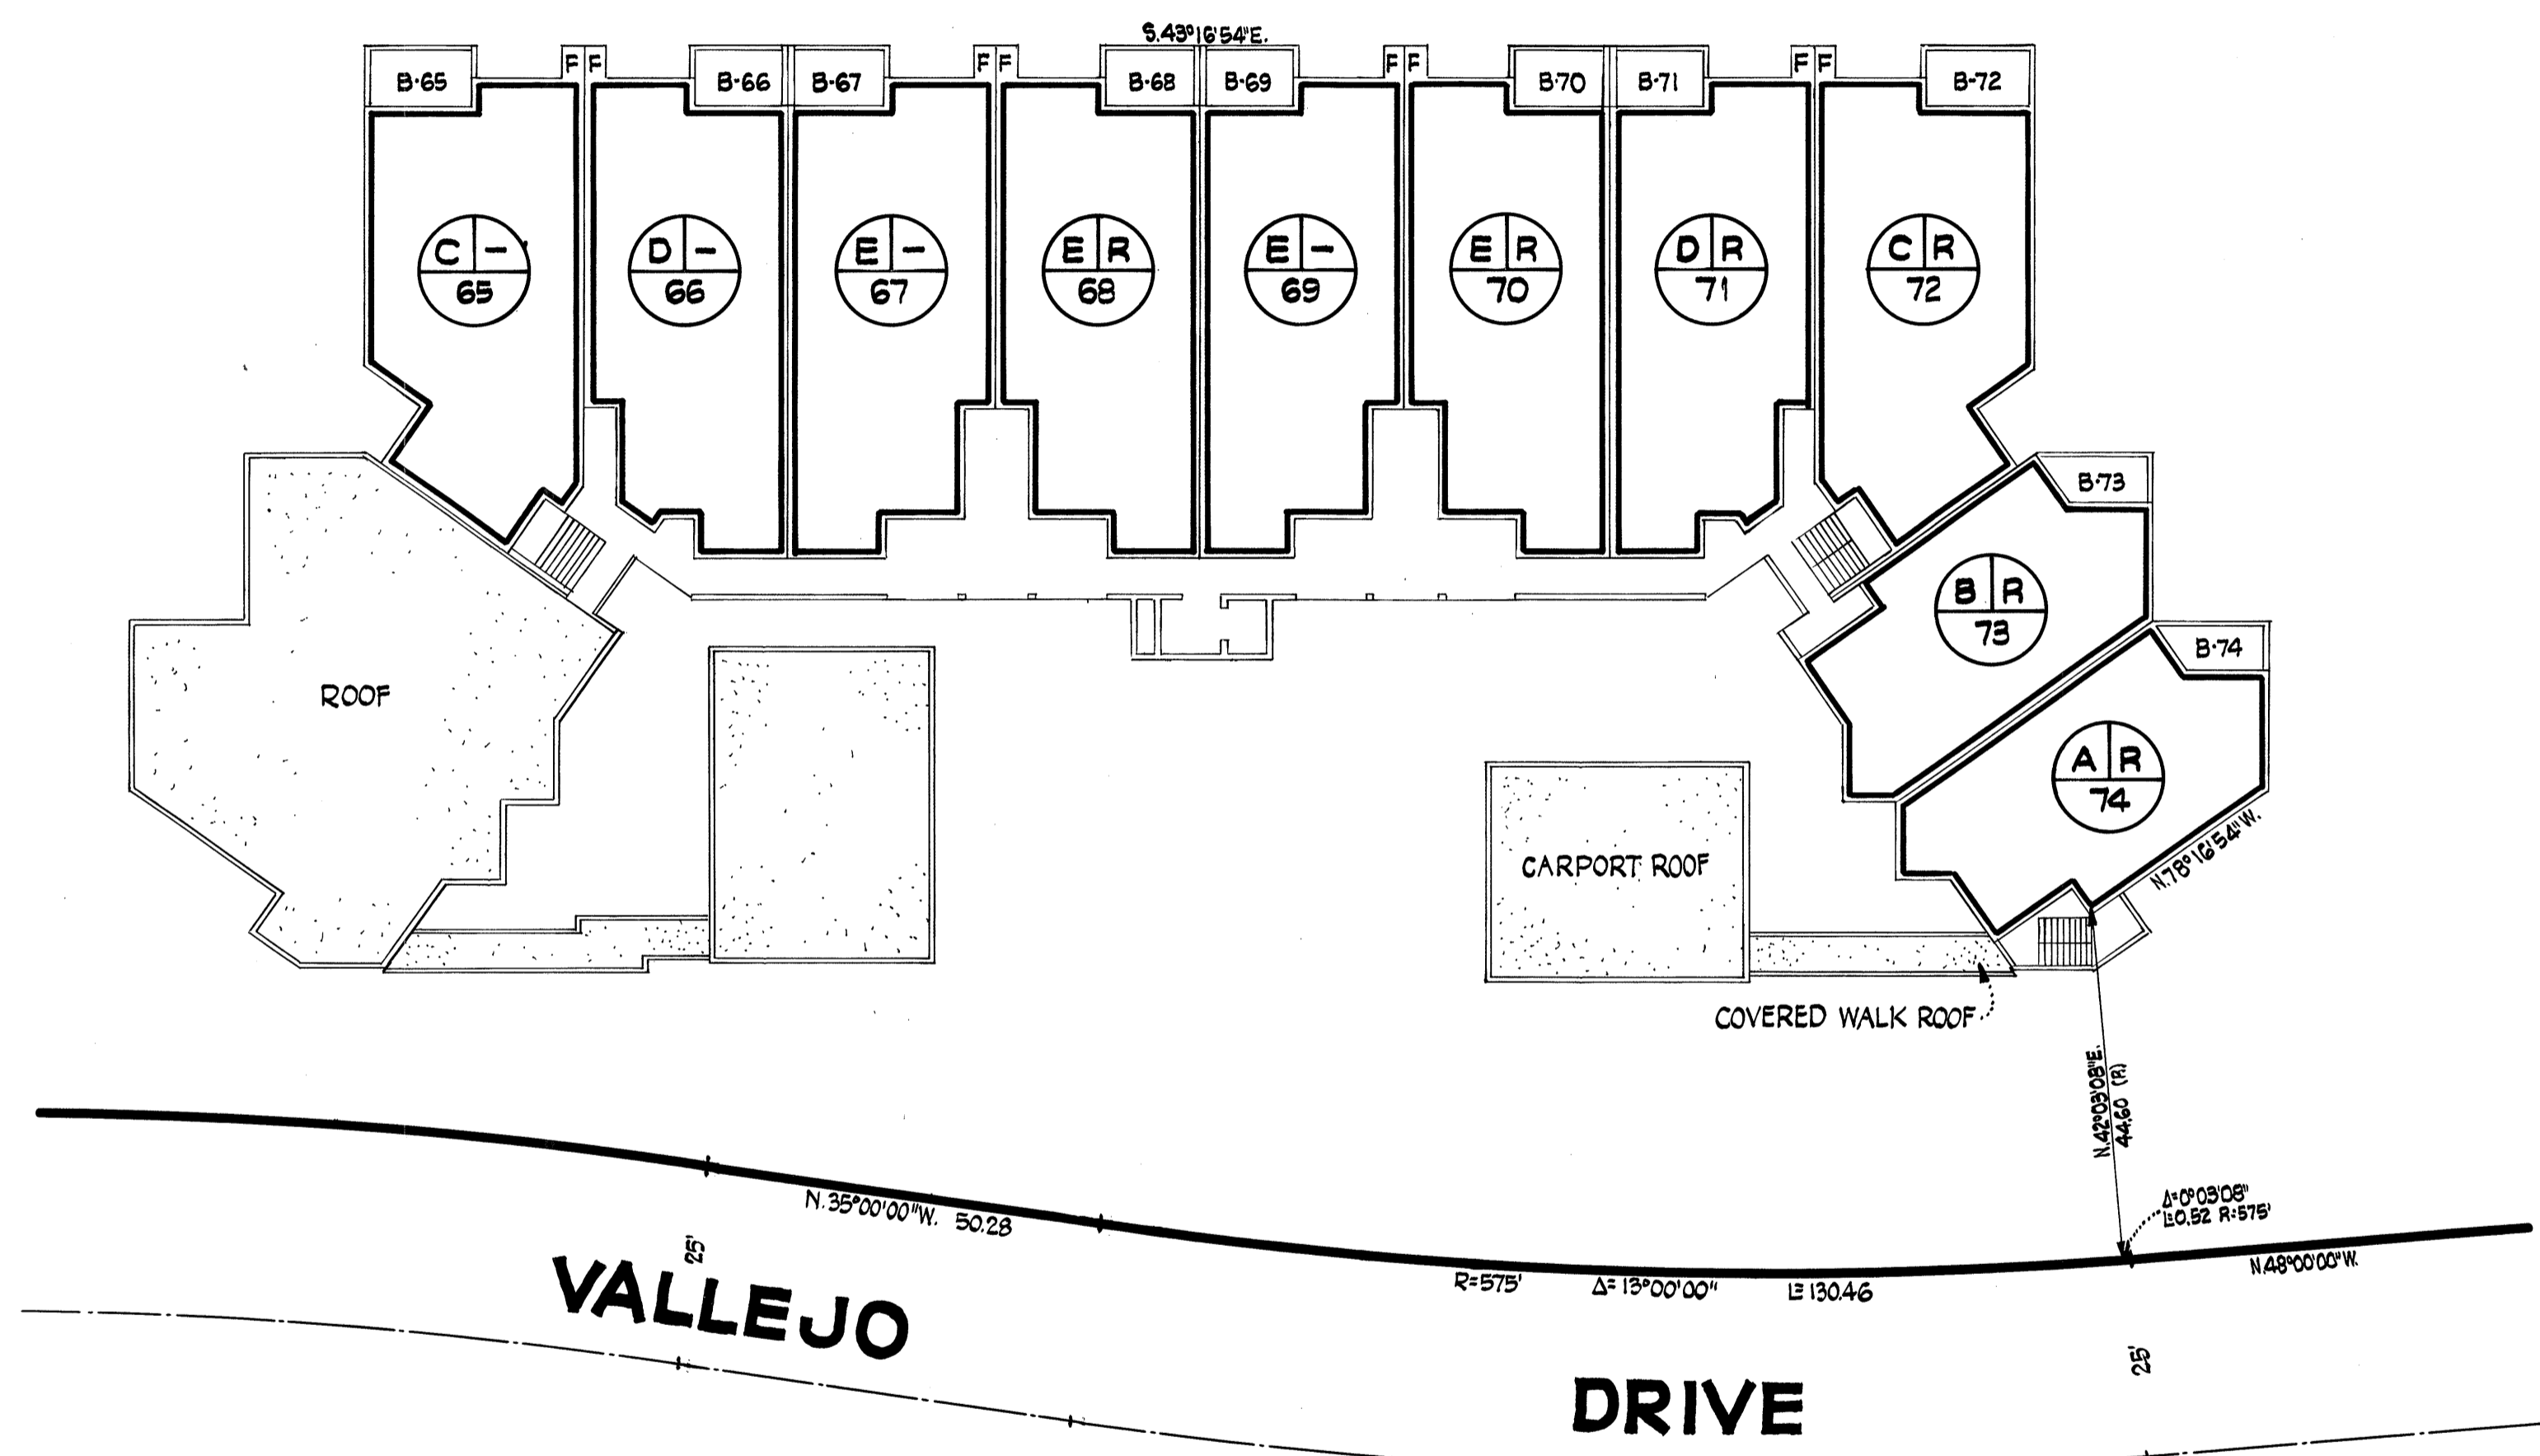 S.43°16'54"E.
B-65 F F B-66 B-67 F F B-68 B-69 F F B-70 B-71 F F B-72
C - D - E - E R E - E R D R C R
65 66 67 68 69 70 71 72
B-73
B R
73
B-74
ROOF
A R
74
CARPORT ROOF
N.78°16'54"W.
COVERED WALK ROOF
N.42°03'08"E.
44.60 (R)
Δ=0°03'08"
L=0.52 R=575'
N.35°00'00"W. 50.28
N.48°00'00"W.
R=575' Δ=13°00'00" L=130.46
25'
VALLEJO
25'
DRIVE